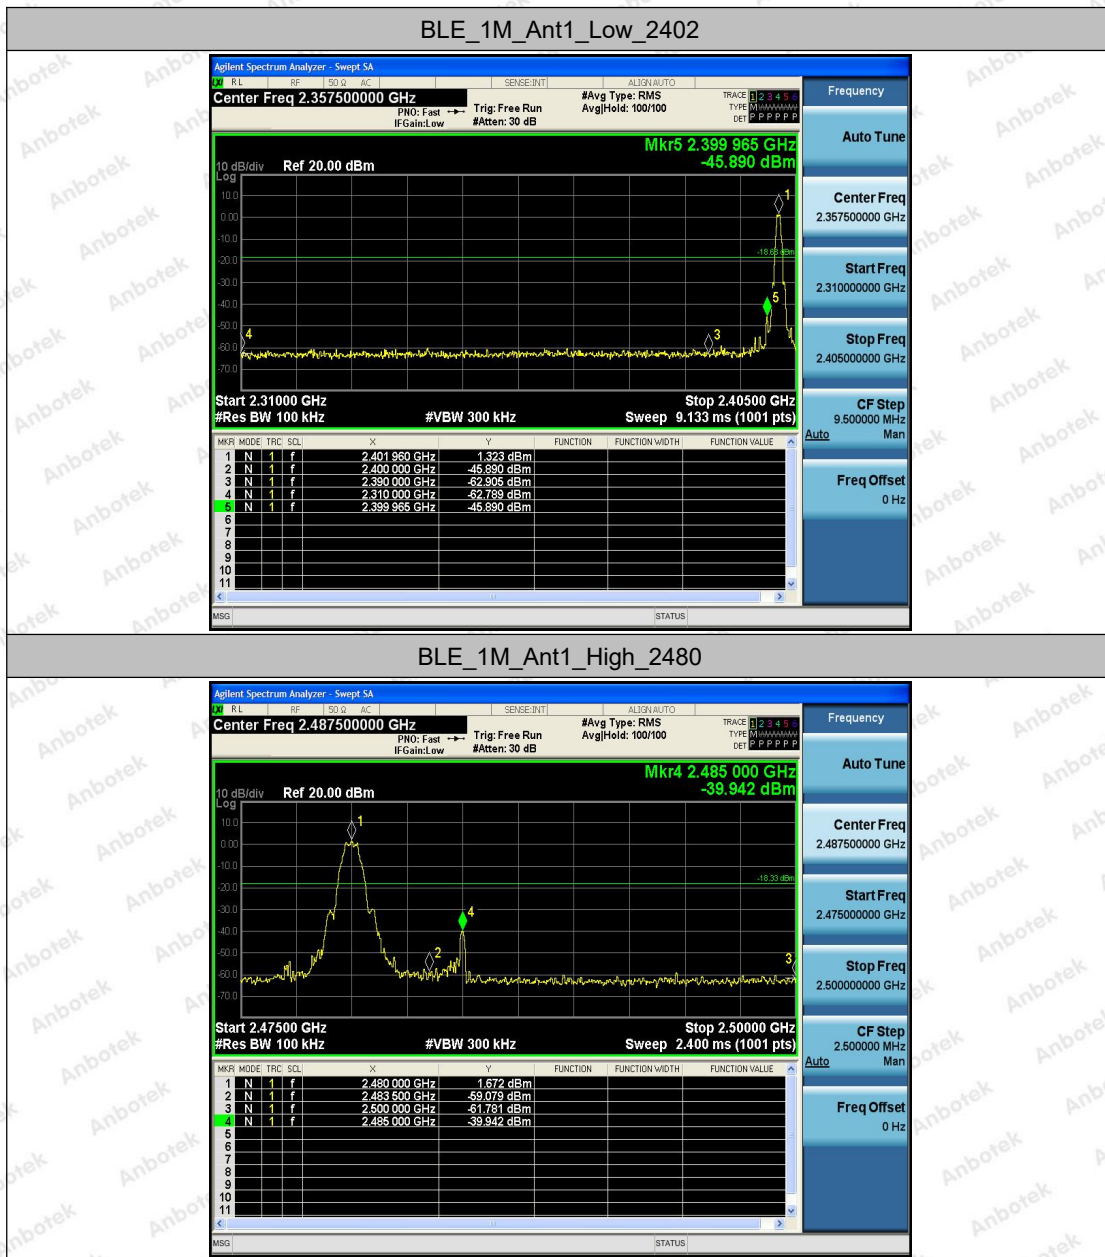 BLE_1M_Ant1_Low_2402
Agilent Spectrum Analyzer - Swept SA
LXI RL RF 50 Ω AC SENSE:INT ALIGNAUTO
Center Freq 2.357500000 GHz
PNO: Fast
IFGain:Low
Trig: Free Run
#Atten: 30 dB
#Avg Type: RMS
Avg|Hold: 100/100
TRACE 1 2 3 4 5 6
TYPE M WWWWW
DET P P P P P P
Mkr5 2.399 965 GHz
-45.890 dBm
10 dB/div Ref 20.00 dBm
Log
10.0
0.00
-10.0
-20.0
-30.0
-40.0
-50.0
-60.0
-70.0
1
-18.68 dBm
5
4
3
Start 2.31000 GHz Stop 2.40500 GHz
#Res BW 100 kHz #VBW 300 kHz Sweep 9.133 ms (1001 pts)
MKR MODE TRC SCL X Y FUNCTION FUNCTION WIDTH FUNCTION VALUE
1 N 1 f 2.401 960 GHz 1.323 dBm
2 N 1 f 2.400 000 GHz -45.890 dBm
3 N 1 f 2.390 000 GHz -62.905 dBm
4 N 1 f 2.310 000 GHz -62.789 dBm
5 N 1 f 2.399 965 GHz -45.890 dBm
6
7
8
9
10
11
MSG STATUS
Frequency
Auto Tune
Center Freq
2.357500000 GHz
Start Freq
2.310000000 GHz
Stop Freq
2.405000000 GHz
CF Step
9.500000 MHz
Auto Man
Freq Offset
0 Hz
BLE_1M_Ant1_High_2480
Agilent Spectrum Analyzer - Swept SA
LXI RL RF 50 Ω AC SENSE:INT ALIGNAUTO
Center Freq 2.487500000 GHz
PNO: Fast
IFGain:Low
Trig: Free Run
#Atten: 30 dB
#Avg Type: RMS
Avg|Hold: 100/100
TRACE 1 2 3 4 5 6
TYPE M WWWWW
DET P P P P P P
Mkr4 2.485 000 GHz
-39.942 dBm
10 dB/div Ref 20.00 dBm
Log
10.0
0.00
-10.0
-20.0
-30.0
-40.0
-50.0
-60.0
-70.0
1
-18.33 dBm
4
2
3
Start 2.47500 GHz Stop 2.50000 GHz
#Res BW 100 kHz #VBW 300 kHz Sweep 2.400 ms (1001 pts)
MKR MODE TRC SCL X Y FUNCTION FUNCTION WIDTH FUNCTION VALUE
1 N 1 f 2.480 000 GHz 1.672 dBm
2 N 1 f 2.483 500 GHz -59.079 dBm
3 N 1 f 2.500 000 GHz -61.781 dBm
4 N 1 f 2.485 000 GHz -39.942 dBm
5
6
7
8
9
10
11
MSG STATUS
Frequency
Auto Tune
Center Freq
2.487500000 GHz
Start Freq
2.475000000 GHz
Stop Freq
2.500000000 GHz
CF Step
2.500000 MHz
Auto Man
Freq Offset
0 Hz
Anbotek